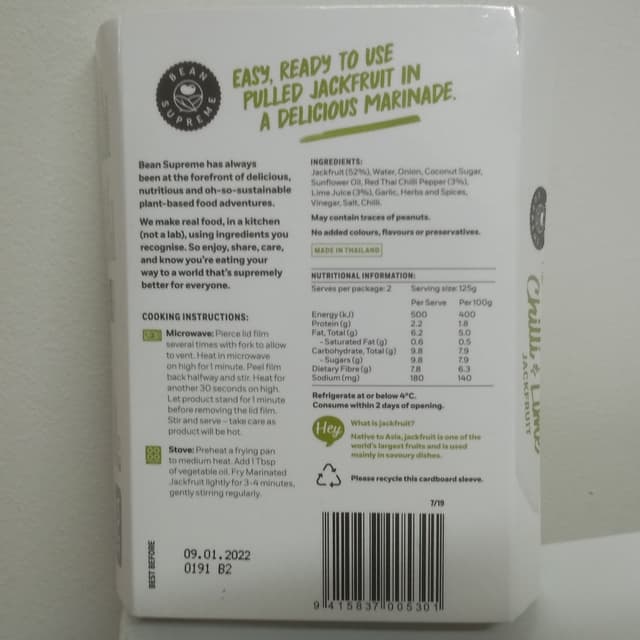 BEAN SUPREME
EASY, READY TO USE
PULLED JACKFRUIT IN
A DELICIOUS MARINADE.
Bean Supreme has always
been at the forefront of delicious,
nutritious and oh-so-sustainable
plant-based food adventures.
We make real food, in a kitchen
(not a lab), using ingredients you
recognise. So enjoy, share, care,
and know you're eating your
way to a world that's supremely
better for everyone.
COOKING INSTRUCTIONS:
Microwave: Pierce lid film
several times with fork to allow
to vent. Heat in microwave
on high for 1 minute. Peel film
back halfway and stir. Heat for
another 30 seconds on high.
Let product stand for 1 minute
before removing the lid film.
Stir and serve – take care as
product will be hot.
Stove: Preheat a frying pan
to medium heat. Add 1 Tbsp
of vegetable oil. Fry Marinated
Jackfruit lightly for 3-4 minutes,
gently stirring regularly.
BEST BEFORE
09.01.2022
0191 B2
INGREDIENTS:
Jackfruit (52%), Water, Onion, Coconut Sugar,
Sunflower Oil, Red Thai Chilli Pepper (3%),
Lime Juice (3%), Garlic, Herbs and Spices,
Vinegar, Salt, Chilli.
May contain traces of peanuts.
No added colours, flavours or preservatives.
MADE IN THAILAND
NUTRITIONAL INFORMATION:
Serves per package: 2 Serving size: 125g
Per Serve Per 100g
Energy (kJ) 500 400
Protein (g) 2.2 1.8
Fat, Total (g) 6.2 5.0
- Saturated Fat (g) 0.6 0.5
Carbohydrate, Total (g) 9.8 7.9
- Sugars (g) 9.8 7.9
Dietary Fibre (g) 7.8 6.3
Sodium (mg) 180 140
Refrigerate at or below 4°C.
Consume within 2 days of opening.
Hey
What is jackfruit?
Native to Asia, jackfruit is one of the
world's largest fruits and is used
mainly in savoury dishes.
Please recycle this cardboard sleeve.
7/19
9 415837 005301
Chilli & Lime
JACKFRUIT